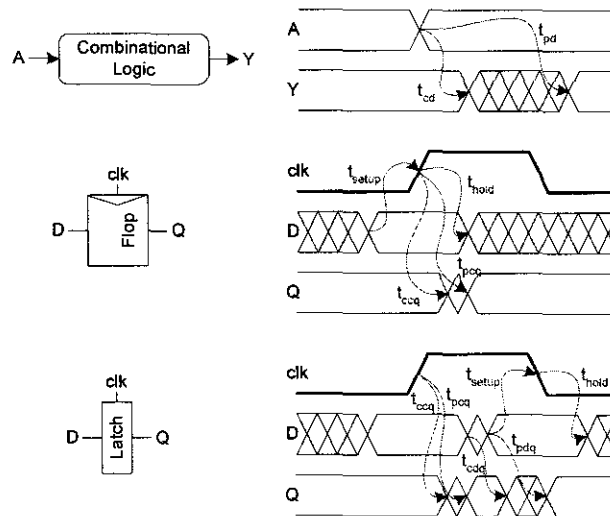 A
Combinational
Logic
Y
A
t_pd
Y
t_cd
clk
D
Flop
Q
clk
t_setup
t_hold
D
t_pcq
t_ccq
Q
clk
D
Latch
Q
clk
t_setup
t_hold
t_ccq
t_pcq
D
t_pdq
t_cdq
Q